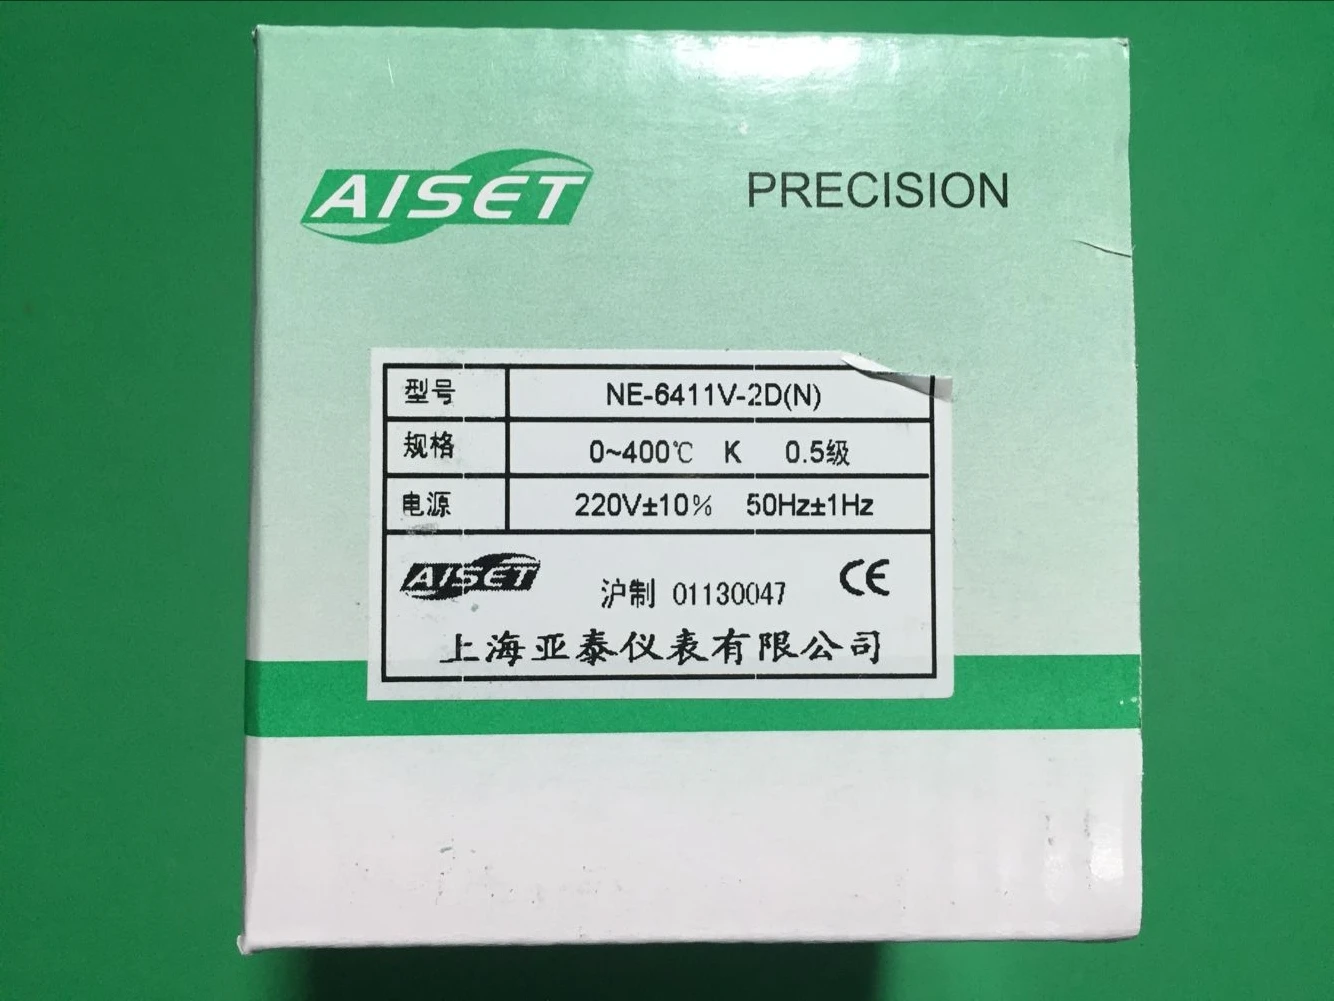 AISET PRECISION
型号 NE-6411V-2D(N)
规格 0~400℃ K 0.5级
电源 220V±10% 50Hz±1Hz
AISET 沪制 01130047 CE
上海亚泰仪表有限公司